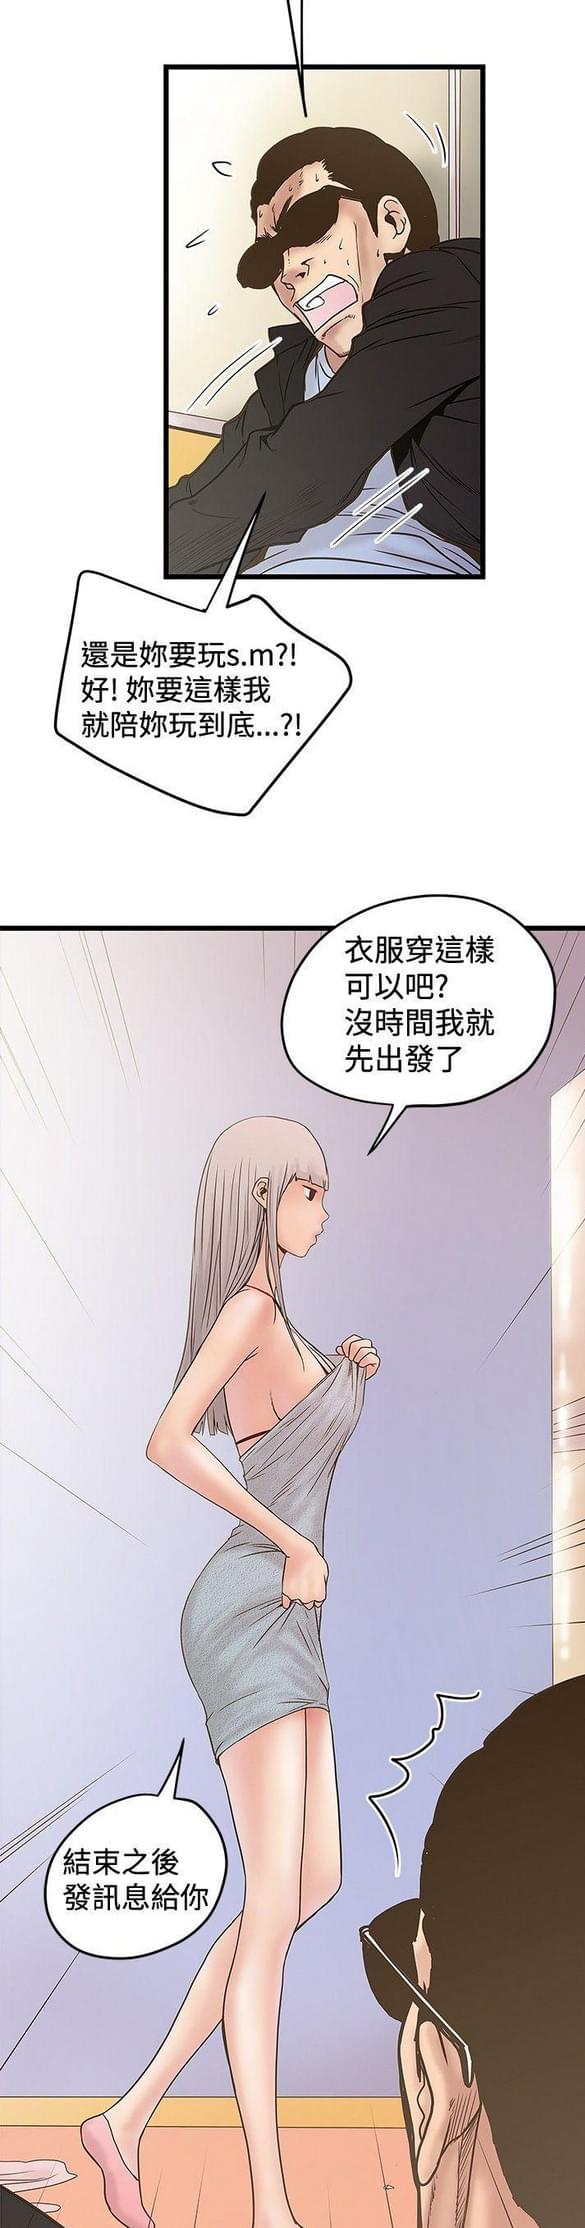 還是妳要玩s.m?!
好! 妳要這樣我
就陪妳玩到底...?!
衣服穿這樣
可以吧?
沒時間我就
先出發了
結束之後
發訊息給你